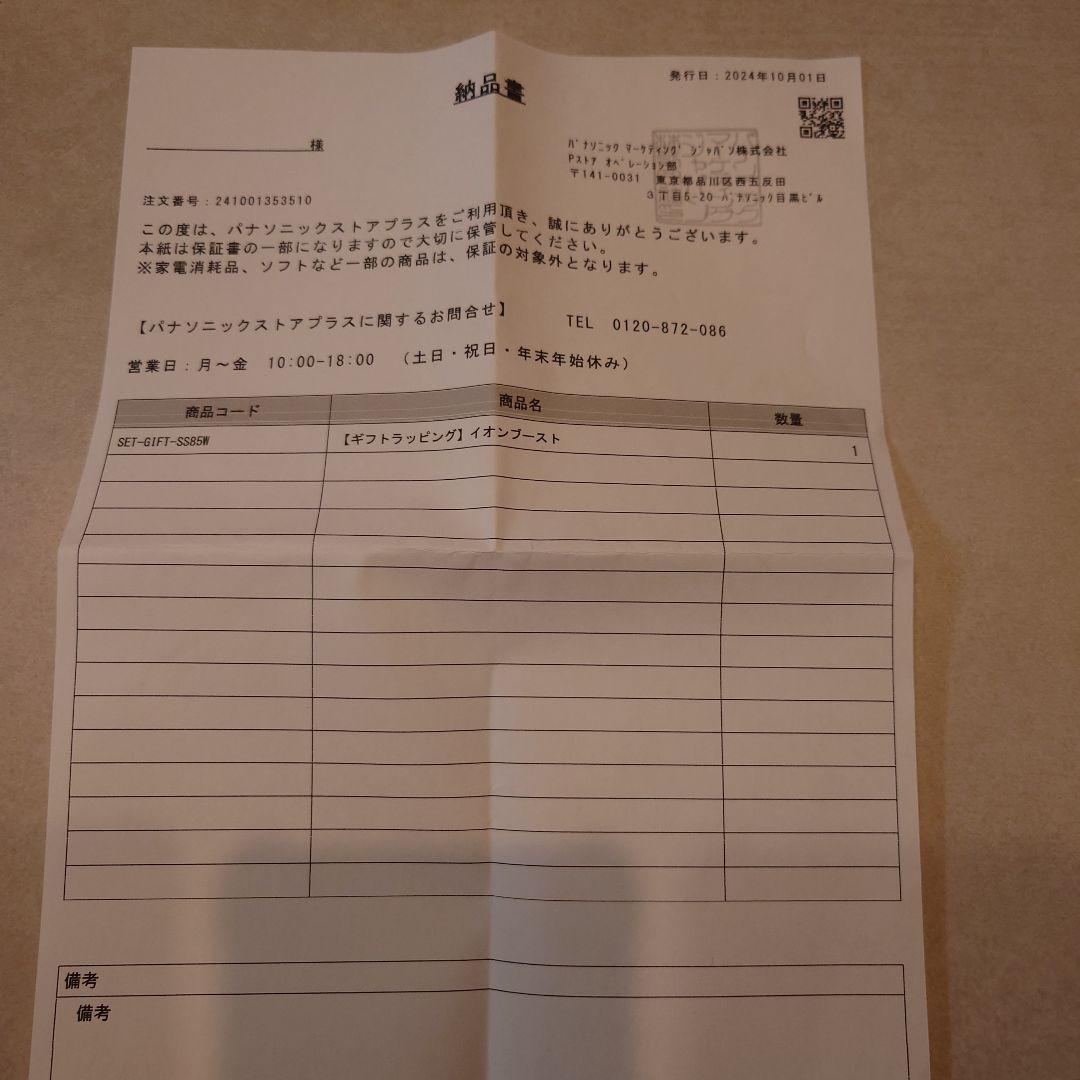 納品書
発行日：2024年10月01日
様
パナソニック マーケティング ジャパン株式会社
Pストア オペレーション部
〒141-0031　東京都品川区西五反田
３丁目5-20 パナソニック目黒ビル
注文番号：241001353510
この度は、パナソニックストアプラスをご利用頂き、誠にありがとうございます。
本紙は保証書の一部になりますので大切に保管してください。
※家電消耗品、ソフトなど一部の商品は、保証の対象外となります。
【パナソニックストアプラスに関するお問合せ】　TEL　0120-872-086
営業日：月～金　10:00-18:00　（土日・祝日・年末年始休み）
商品コード　商品名　数量
SET-GIFT-SS85W　【ギフトラッピング】イオンブースト　1
備考
備考